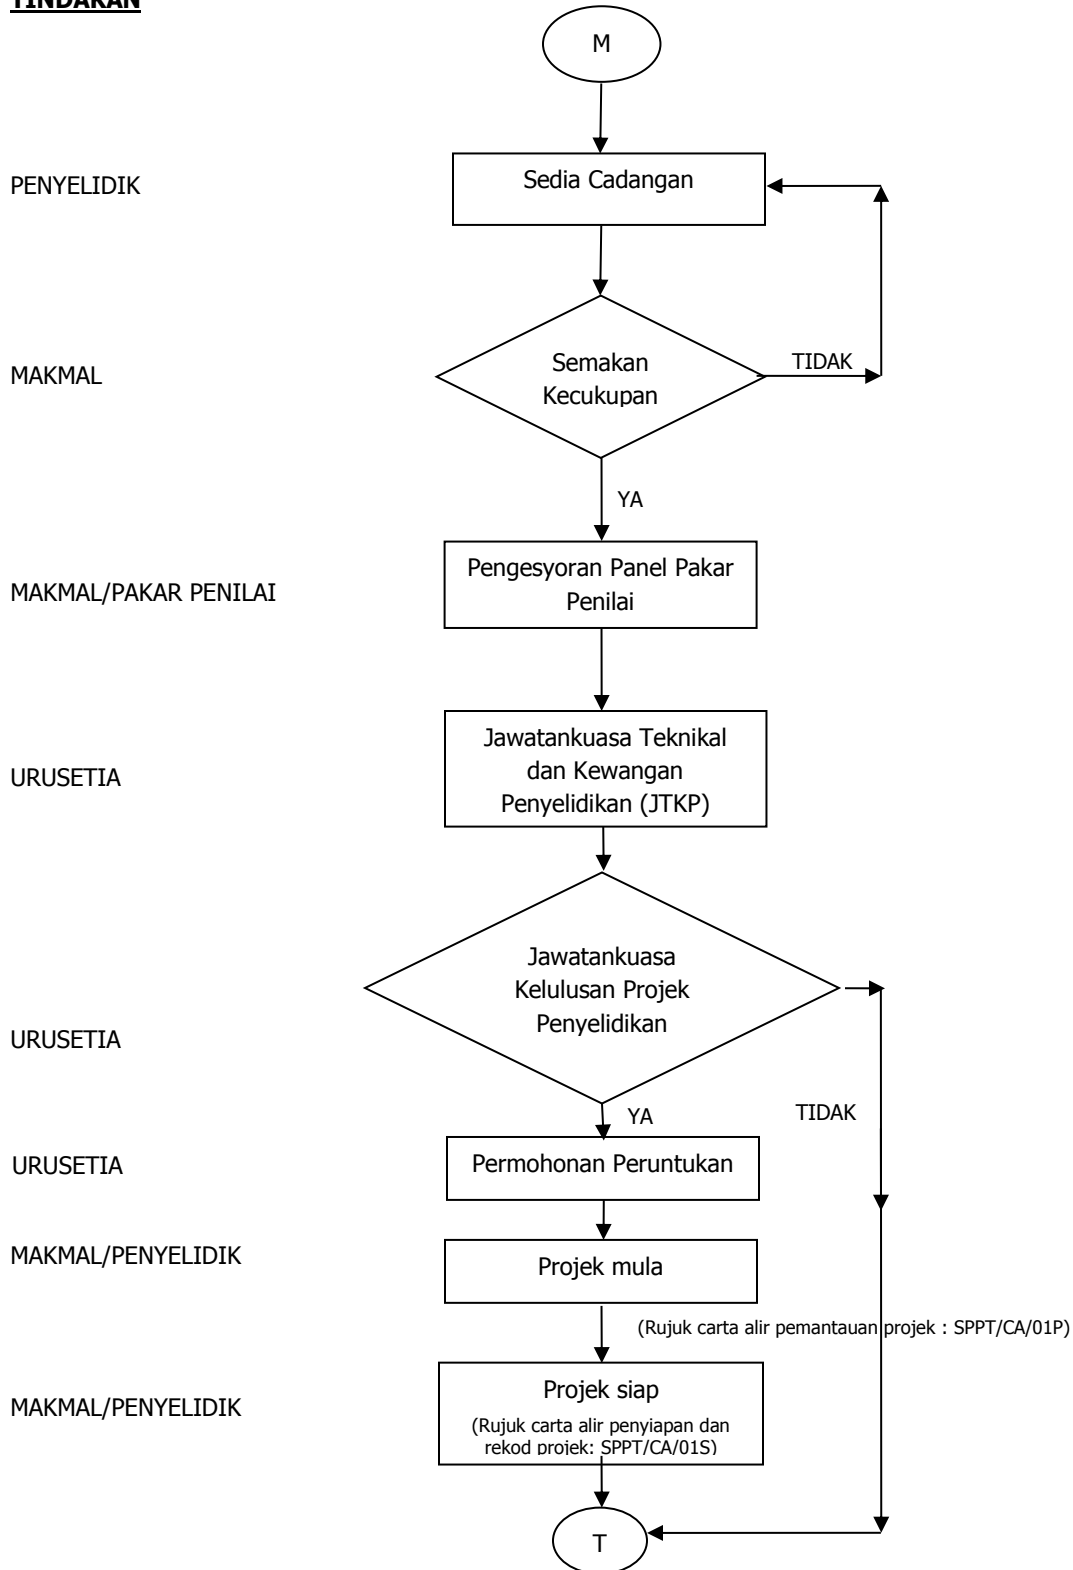 TINDAKAN
M
PENYELIDIK
Sedia Cadangan
MAKMAL
Semakan
Kecukupan
TIDAK
YA
MAKMAL/PAKAR PENILAI
Pengesyoran Panel Pakar
Penilai
URUSETIA
Jawatankuasa Teknikal
dan Kewangan
Penyelidikan (JTKP)
URUSETIA
Jawatankuasa
Kelulusan Projek
Penyelidikan
YA
TIDAK
URUSETIA
Permohonan Peruntukan
MAKMAL/PENYELIDIK
Projek mula
(Rujuk carta alir pemantauan projek : SPPT/CA/01P)
MAKMAL/PENYELIDIK
Projek siap
(Rujuk carta alir penyiapan dan
rekod projek: SPPT/CA/01S)
T